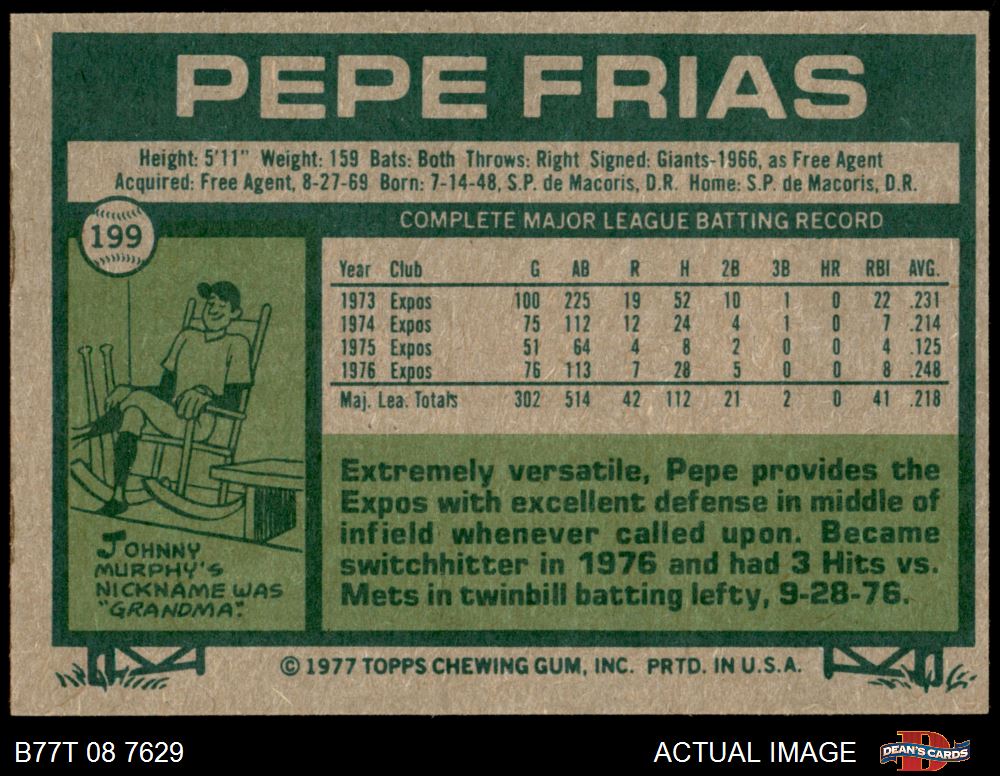 PEPE FRIAS
Height: 5'11" Weight: 159 Bats: Both Throws: Right Signed: Giants-1966, as Free Agent
Acquired: Free Agent, 8-27-69 Born: 7-14-48, S.P. de Macoris, D.R. Home: S.P. de Macoris, D.R.
199
COMPLETE MAJOR LEAGUE BATTING RECORD
Year Club G AB R H 2B 3B HR RBI AVG.
1973 Expos 100 225 19 52 10 1 0 22 .231
1974 Expos 75 112 12 24 4 1 0 7 .214
1975 Expos 51 64 4 8 2 0 0 4 .125
1976 Expos 76 113 7 28 5 0 0 8 .248
Maj. Lea. Totals 302 514 42 112 21 2 0 41 .218
JOHNNY
MURPHY'S
NICKNAME WAS
"GRANDMA".
Extremely versatile, Pepe provides the
Expos with excellent defense in middle of
infield whenever called upon. Became
switchhitter in 1976 and had 3 Hits vs.
Mets in twinbill batting lefty, 9-28-76.
© 1977 TOPPS CHEWING GUM, INC. PRTD. IN U.S.A.
B77T 08 7629
ACTUAL IMAGE
D
DEAN'S CARDS